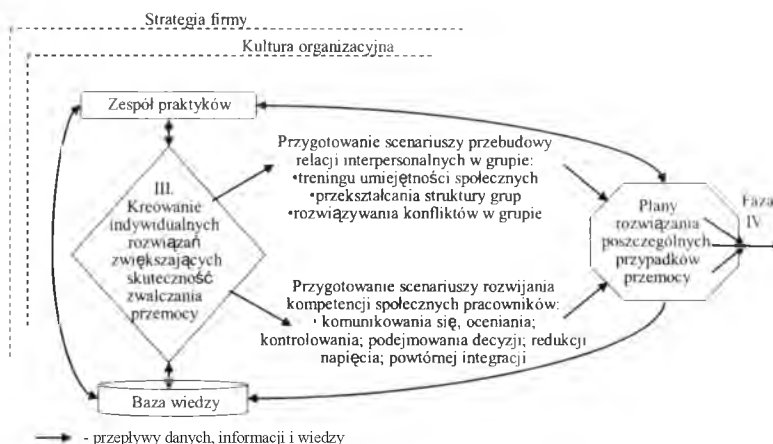 Strategia firmy
Kultura organizacyjna
Zespół praktyków
III.
Kreowanie
indywidualnych
rozwiązań
zwiększających
skuteczność
zwalczania
przemocy
Przygotowanie scenariuszy przebudowy
relacji interpersonalnych w grupie:
•treningu umiejętności społecznych
•przekształcania struktury grup
•rozwiązywania konfliktów w grupie
Przygotowanie scenariuszy rozwijania
kompetencji społecznych pracowników:
• komunikowania się, oceniania;
kontrolowania; podejmowania decyzji; redukcji
napięcia; powtórnej integracji
Plany
rozwiązania
poszczególnych
przypadków
przemocy
Faza
IV
Baza wiedzy
- przepływy danych, informacji i wiedzy